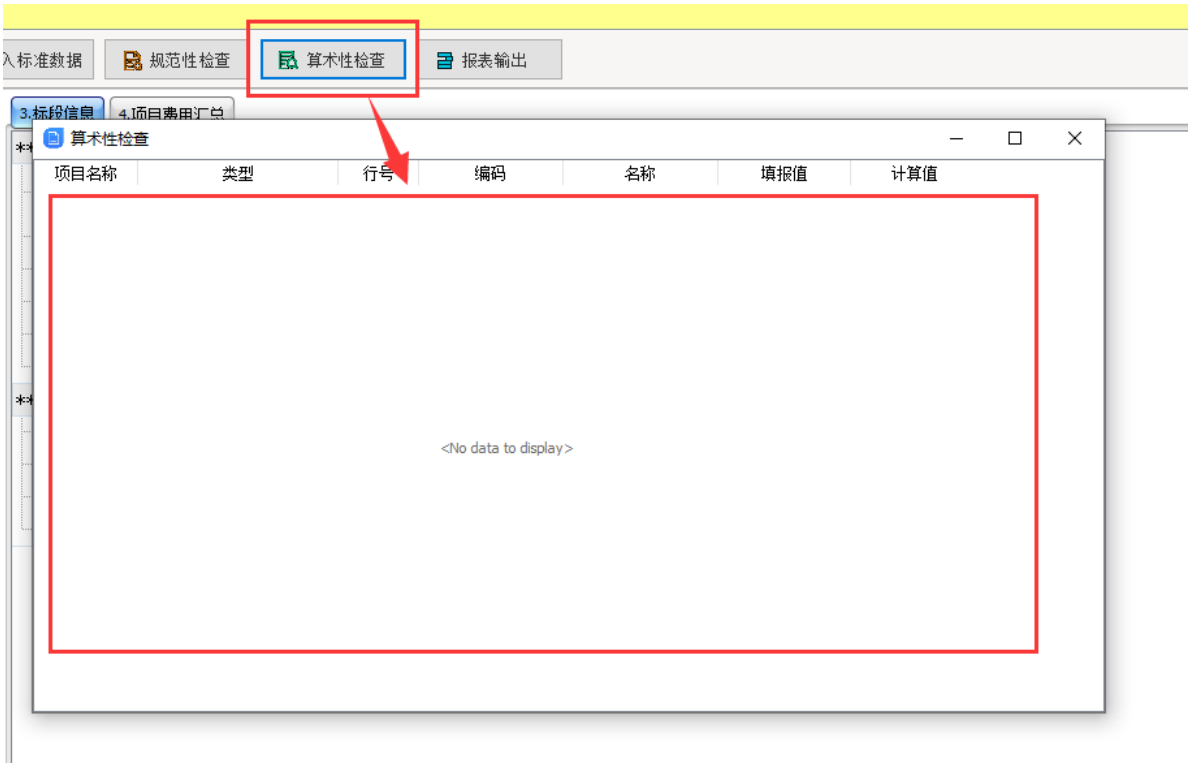 入标准数据 规范性检查 算术性检查 报表输出
3.标段信息 4.项目费用汇总
** 算术性检查
项目名称 类型 行号 编码 名称 填报值 计算值
<No data to display>
**